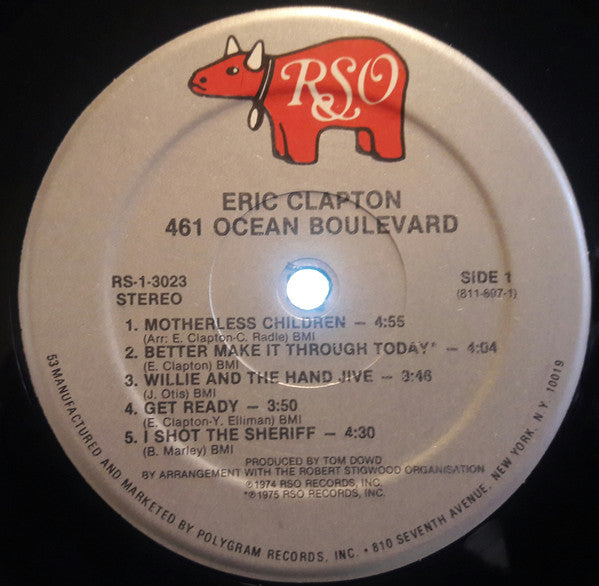 RSO
ERIC CLAPTON
461 OCEAN BOULEVARD
RS-1-3023
STEREO
SIDE 1
(811-697-1)
1. MOTHERLESS CHILDREN – 4:55
(Arr: E. Clapton-C. Radle) BMI
2. BETTER MAKE IT THROUGH TODAY* – 4:04
(E. Clapton) BMI
3. WILLIE AND THE HAND JIVE – 3:46
(J. Otis) BMI
4. GET READY – 3:50
(E. Clapton-Y. Elliman) BMI
5. I SHOT THE SHERIFF – 4:30
(B. Marley) BMI
PRODUCED BY TOM DOWD
BY ARRANGEMENT WITH THE ROBERT STIGWOOD ORGANISATION
℗1974 RSO RECORDS, INC.
*℗1975 RSO RECORDS, INC.
53 MANUFACTURED AND MARKETED BY POLYGRAM RECORDS, INC. • 810 SEVENTH AVENUE, NEW YORK, N.Y. 10019